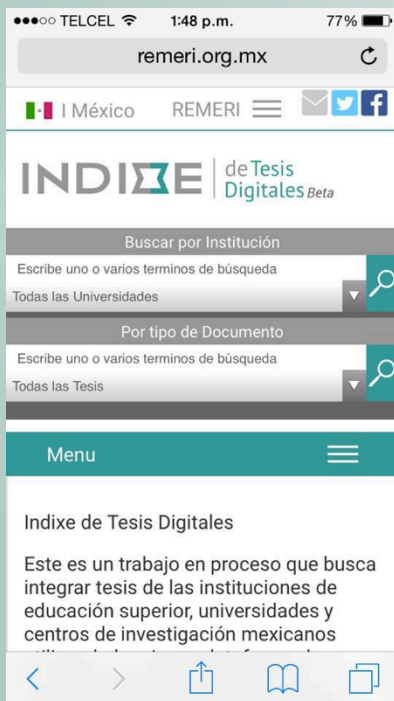 TELCEL 1:48 p.m. 77%
remeri.org.mx
I México REMERI
INDIXE de Tesis
Digitales Beta
Buscar por Institución
Escribe uno o varios terminos de búsqueda
Todas las Universidades
Por tipo de Documento
Escribe uno o varios terminos de búsqueda
Todas las Tesis
Menu
Indixe de Tesis Digitales
Este es un trabajo en proceso que busca
integrar tesis de las instituciones de
educación superior, universidades y
centros de investigación mexicanos